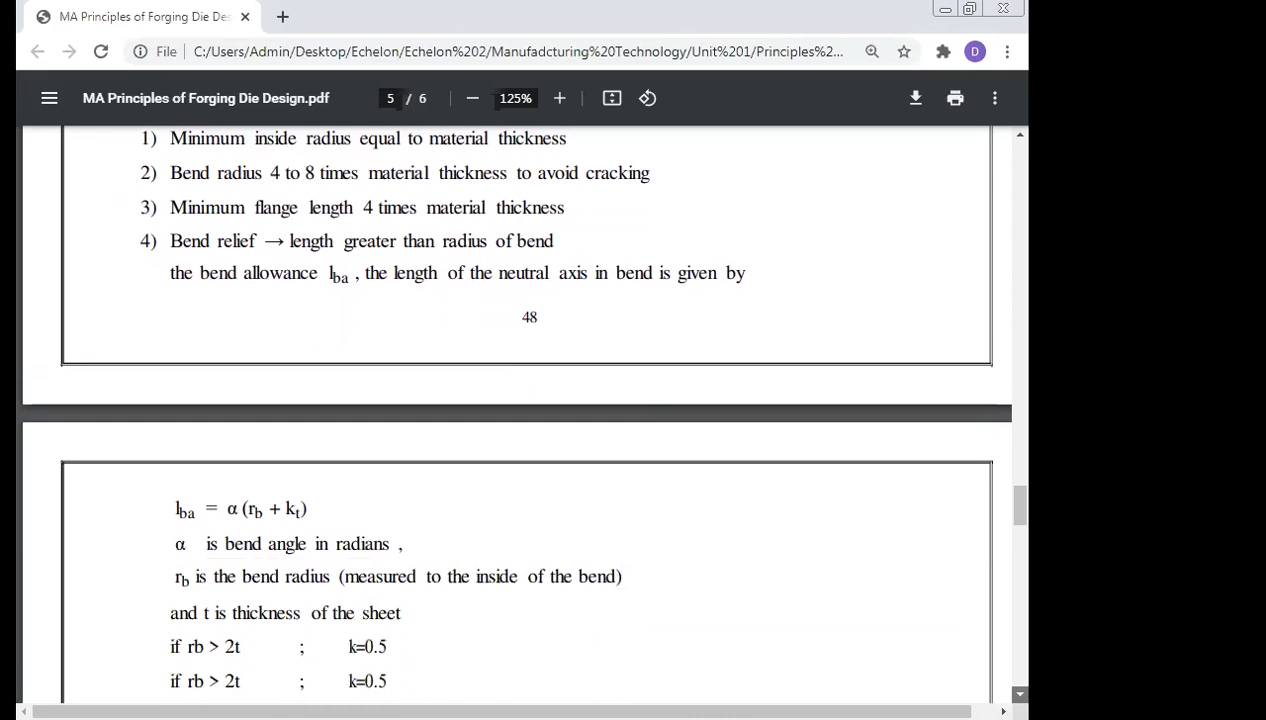 MA Principles of Forging Die Des
File C:/Users/Admin/Desktop/Echelon/Echelon%202/Manufadcturing%20Technology/Unit%201/Principles%2... D
MA Principles of Forging Die Design.pdf 5 / 6 125%
1) Minimum inside radius equal to material thickness
2) Bend radius 4 to 8 times material thickness to avoid cracking
3) Minimum flange length 4 times material thickness
4) Bend relief → length greater than radius of bend
the bend allowance lba , the length of the neutral axis in bend is given by
48
lba = α (rb + kt)
α is bend angle in radians ,
rb is the bend radius (measured to the inside of the bend)
and t is thickness of the sheet
if rb > 2t ; k=0.5
if rb > 2t ; k=0.5